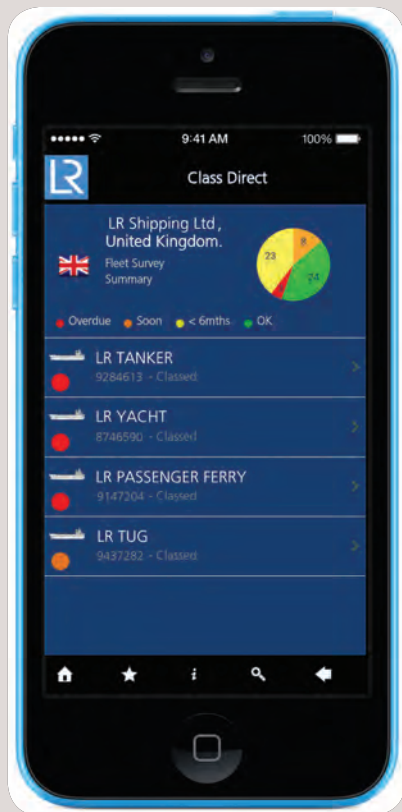 9:41 AM
100%
LR
Class Direct
LR Shipping Ltd,
United Kingdom.
Fleet Survey
Summary
8
23
24
Overdue
Soon
< 6mths
OK
LR TANKER
9284613 - Classed
LR YACHT
8746590 - Classed
LR PASSENGER FERRY
9147204 - Classed
LR TUG
9437282 - Classed
i